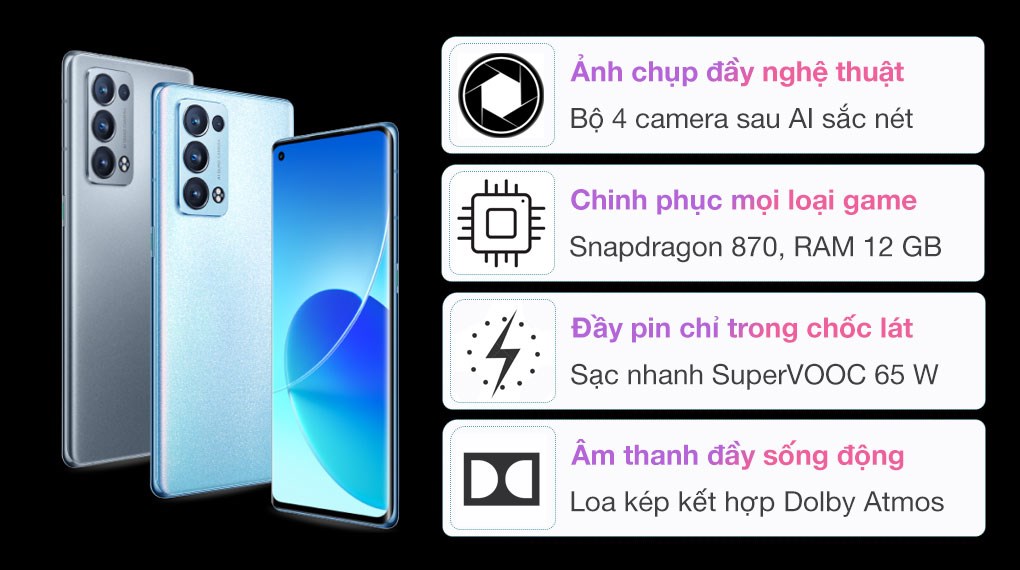 Ảnh chụp đầy nghệ thuật
Bộ 4 camera sau AI sắc nét
Chinh phục mọi loại game
Snapdragon 870, RAM 12 GB
Đầy pin chỉ trong chốc lát
Sạc nhanh SuperVOOC 65 W
Âm thanh đầy sống động
Loa kép kết hợp Dolby Atmos